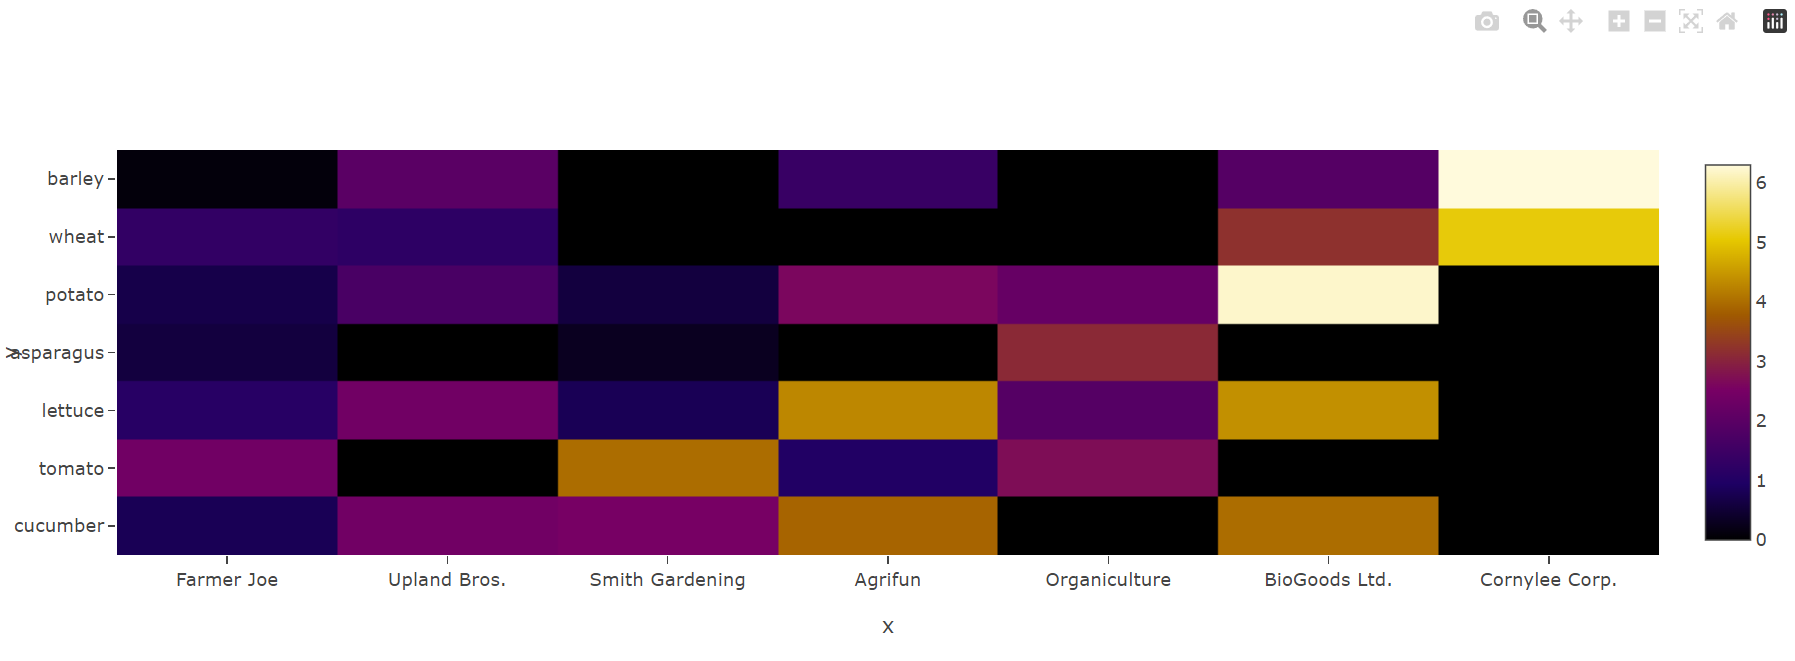 barley
wheat
potato
asparagus
lettuce
tomato
cucumber
y
Farmer Joe Upland Bros. Smith Gardening Agrifun Organiculture BioGoods Ltd. Cornylee Corp.
x
6
5
4
3
2
1
0